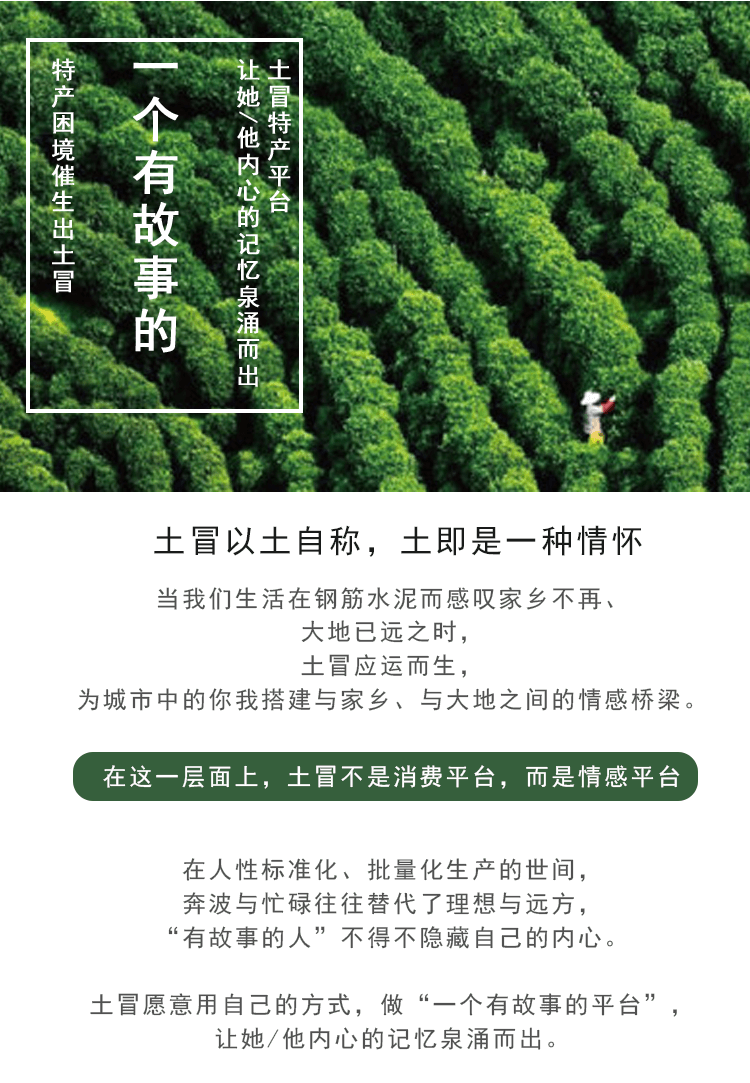 土冒特产平台
让她/他内心的记忆泉涌而出
一个有故事的
特产困境催生出土冒
土冒以土自称，土即是一种情怀
当我们生活在钢筋水泥而感叹家乡不再、
大地已远之时，
土冒应运而生，
为城市中的你我搭建与家乡、与大地之间的情感桥梁。
在这一层面上，土冒不是消费平台，而是情感平台
在人性标准化、批量化生产的世间，
奔波与忙碌往往替代了理想与远方，
“有故事的人”不得不隐藏自己的内心。
土冒愿意用自己的方式，做“一个有故事的平台”，
让她/他内心的记忆泉涌而出。